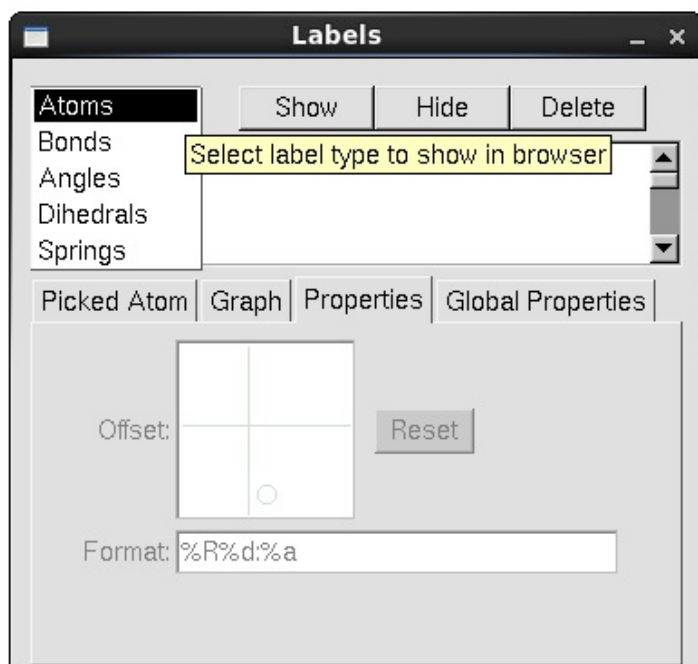 Labels
Atoms
Show Hide Delete
Bonds
Select label type to show in browser
Angles
Dihedrals
Springs
Picked Atom Graph Properties Global Properties
Offset:
Reset
Format: %R%d:%a